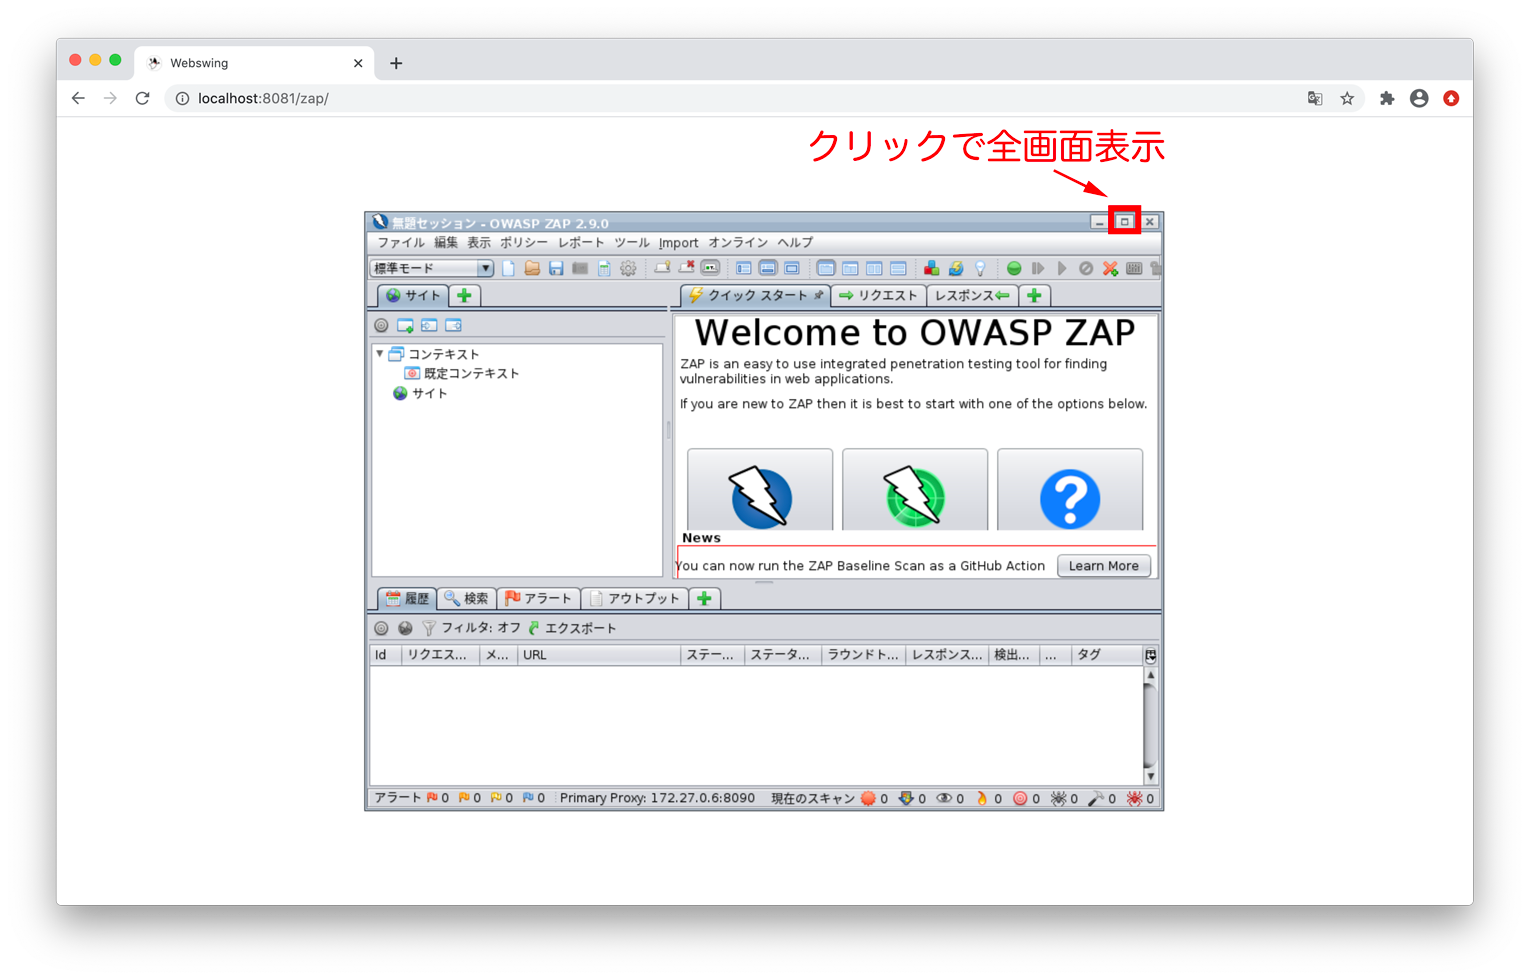 Webswing
localhost:8081/zap/
クリックで全画面表示
無題セッション - OWASP ZAP 2.9.0
ファイル 編集 表示 ポリシー レポート ツール Import オンライン ヘルプ
標準モード
サイト
クイック スタート リクエスト レスポンス
コンテキスト
既定コンテキスト
サイト
Welcome to OWASP ZAP
ZAP is an easy to use integrated penetration testing tool for finding
vulnerabilities in web applications.
If you are new to ZAP then it is best to start with one of the options below.
News
You can now run the ZAP Baseline Scan as a GitHub Action Learn More
履歴 検索 アラート アウトプット
フィルタ: オフ エクスポート
Id リクエス... メ... URL ステー... ステータ... ラウンドト... レスポンス... 検出... ... タグ
アラート 0 0 0 0 Primary Proxy: 172.27.0.6:8090 現在のスキャン 0 0 0 0 0 0 0 0